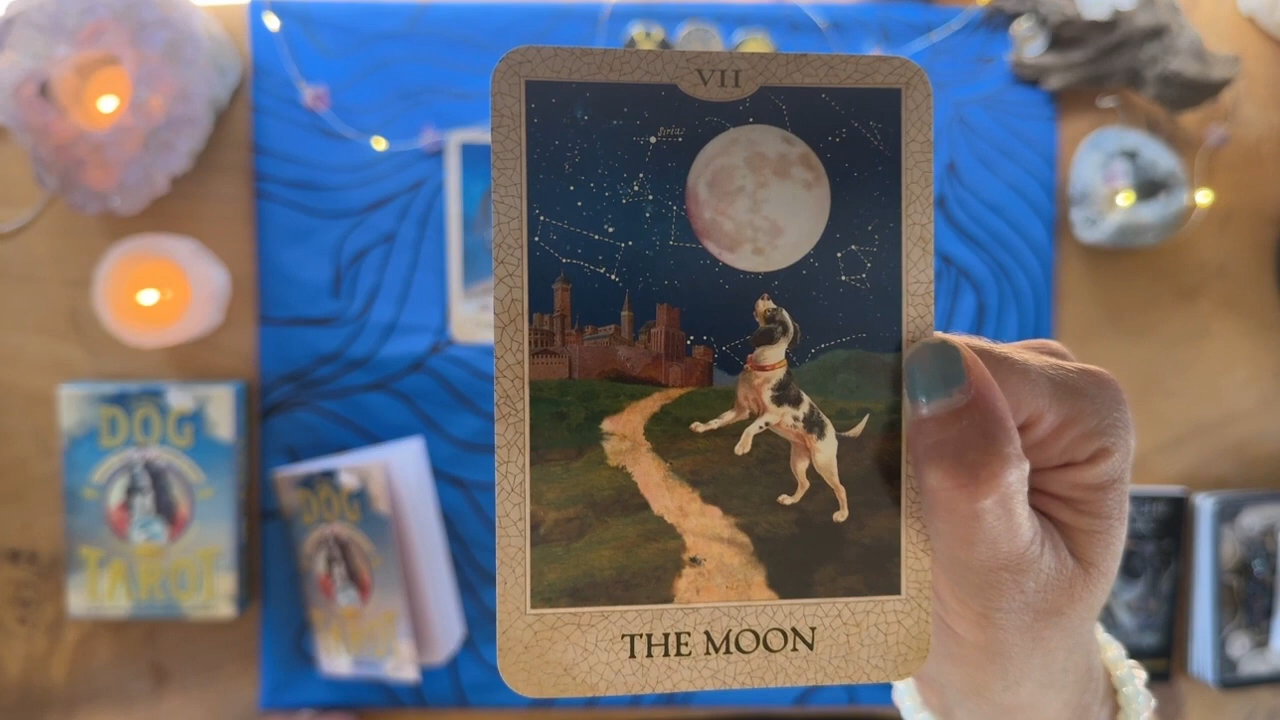 VII
Sirius
THE MOON
DOG
TAROT
DOG
TAROT